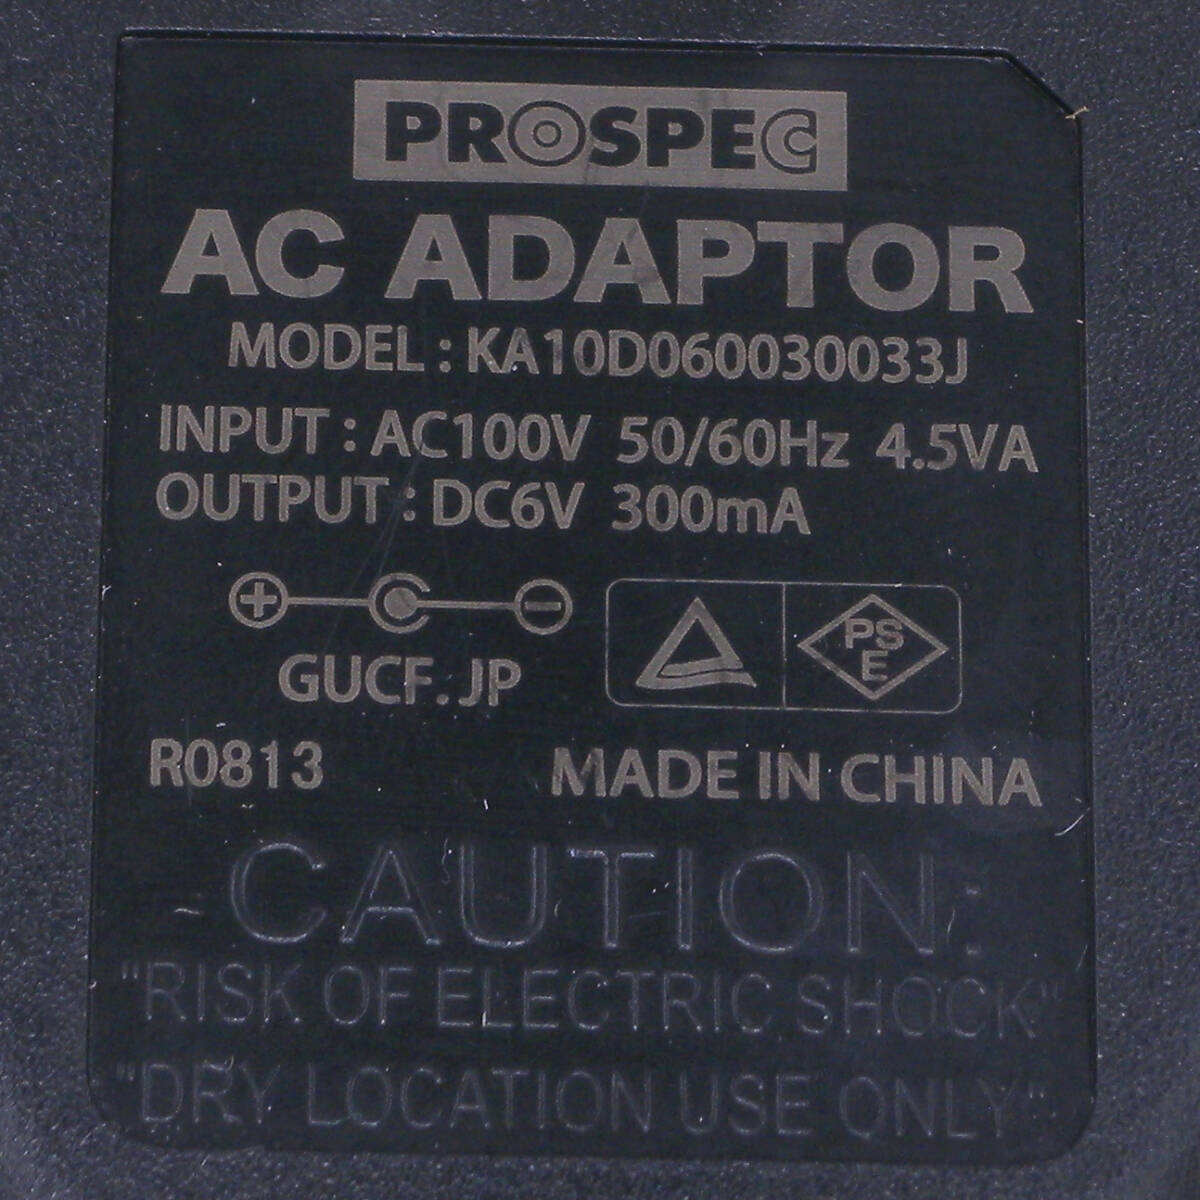 PROSPEC
AC ADAPTOR
MODEL : KA10D060030033J
INPUT : AC100V 50/60Hz 4.5VA
OUTPUT : DC6V 300mA
+ C −
GUCF.JP
PS
E
R0813 MADE IN CHINA
CAUTION:
"RISK OF ELECTRIC SHOCK"
"DRY LOCATION USE ONLY"